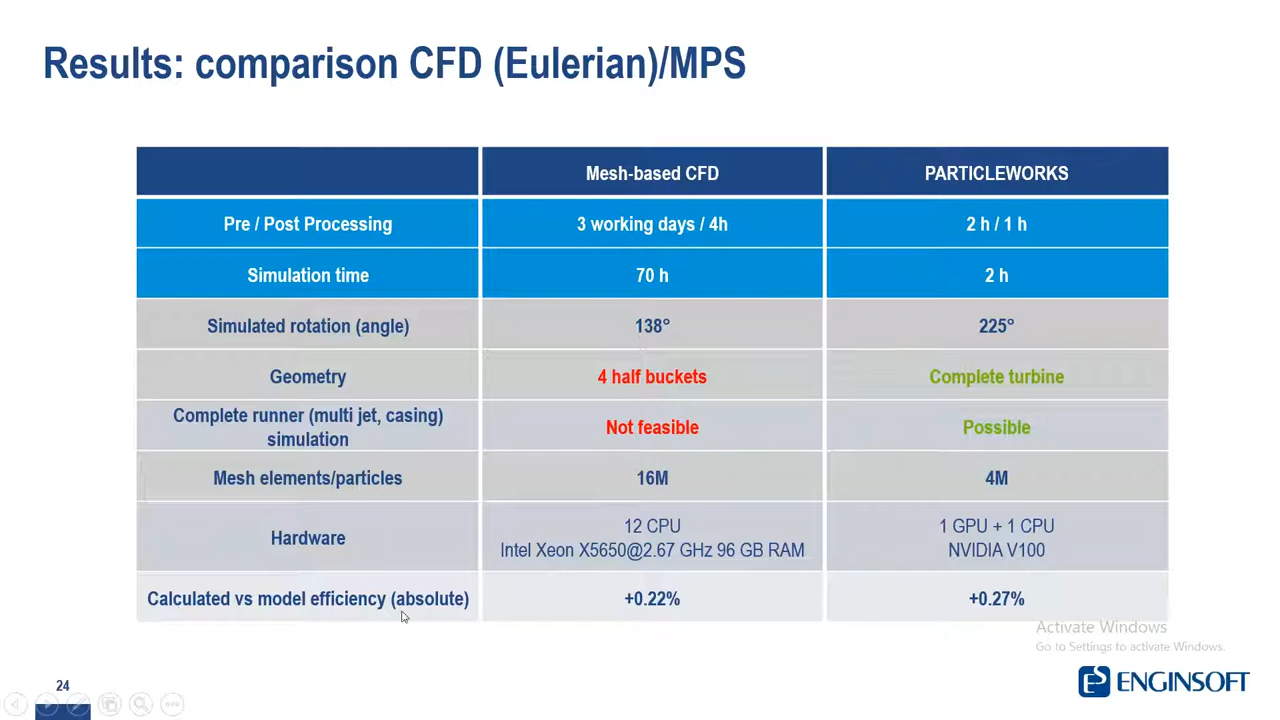 Results: comparison CFD (Eulerian)/MPS
Mesh-based CFD
PARTICLEWORKS
Pre / Post Processing
3 working days / 4h
2 h / 1 h
Simulation time
70 h
2 h
Simulated rotation (angle)
138°
225°
Geometry
4 half buckets
Complete turbine
Complete runner (multi jet, casing)
simulation
Not feasible
Possible
Mesh elements/particles
16M
4M
Hardware
12 CPU
Intel Xeon X5650@2.67 GHz 96 GB RAM
1 GPU + 1 CPU
NVIDIA V100
Calculated vs model efficiency (absolute)
+0.22%
+0.27%
Activate Windows
Go to Settings to activate Windows.
24
ENGINSOFT